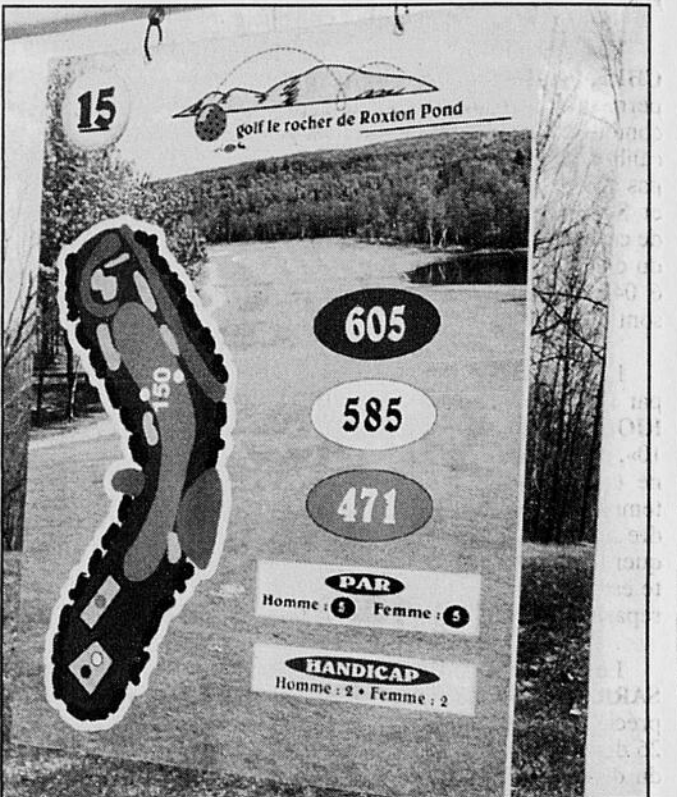 15
golf le rocher de Roxton Pond
150
605
585
471
PAR
Homme : 5 Femme : 5
HANDICAP
Homme : 2 • Femme : 2